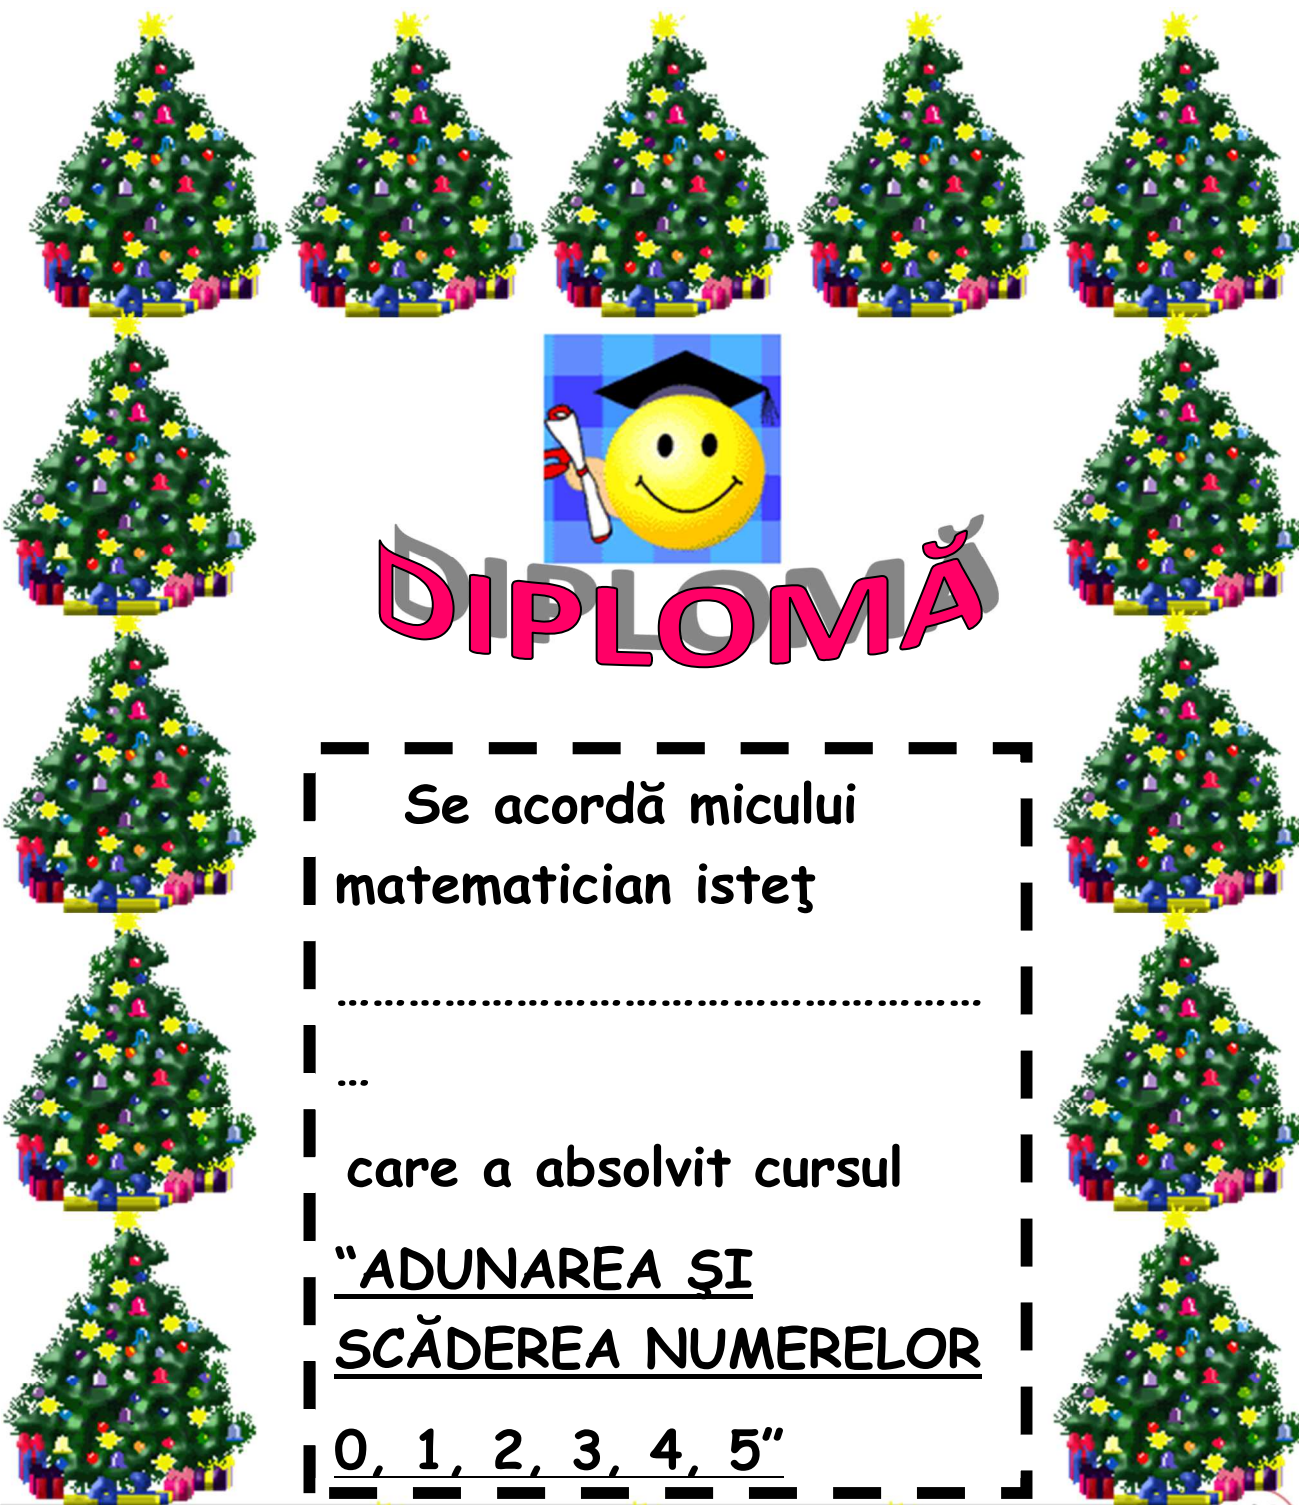 DIPLOMĂ
Se acordă micului
matematician isteţ
…………………………………………………
…
care a absolvit cursul
“ADUNAREA ŞI
SCĂDEREA NUMERELOR
0, 1, 2, 3, 4, 5”